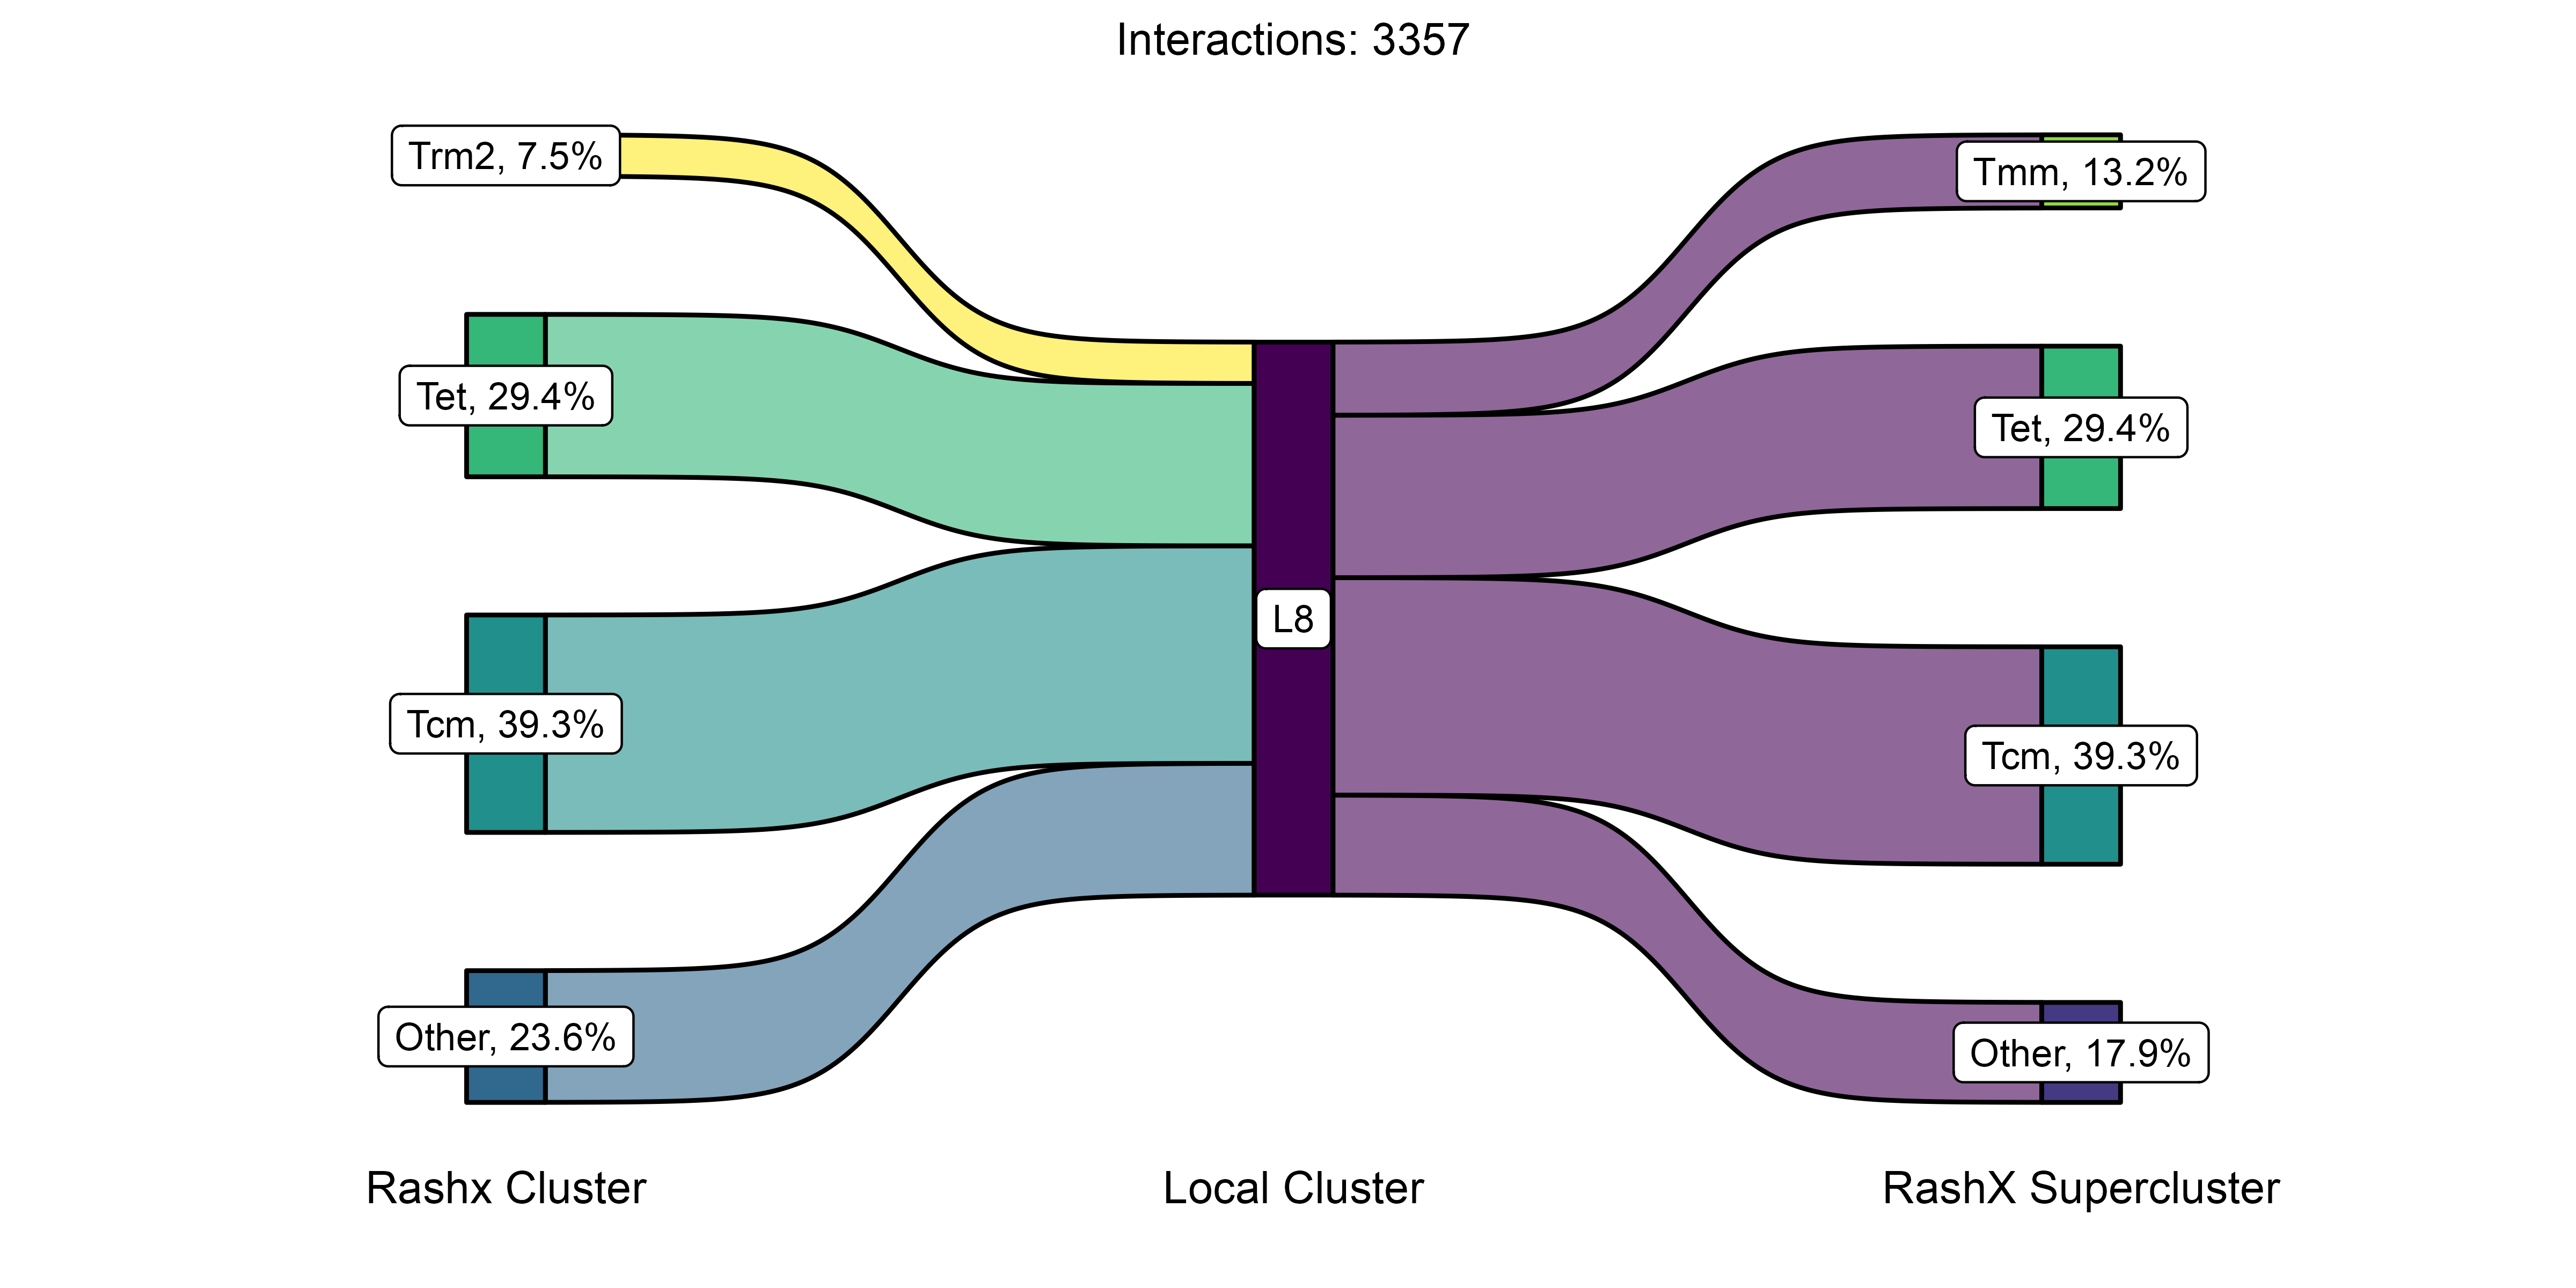 Interactions: 3357
Trm2, 7.5%
Tmm, 13.2%
Tet, 29.4%
Tet, 29.4%
L8
Tcm, 39.3%
Tcm, 39.3%
Other, 23.6%
Other, 17.9%
Rashx Cluster
Local Cluster
RashX Supercluster